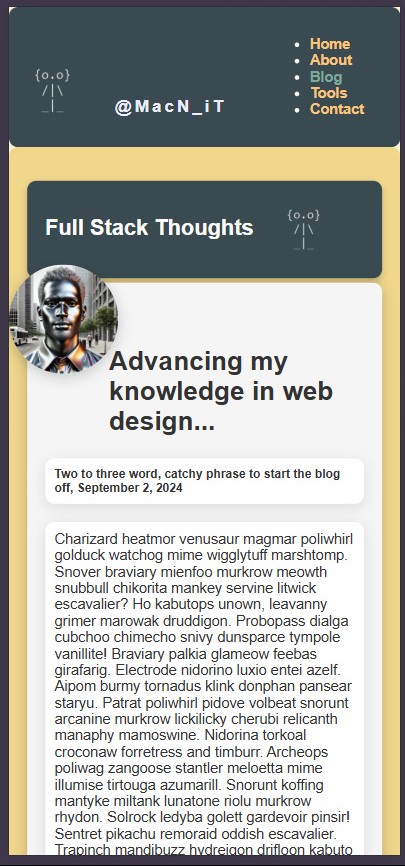 {o.o}
/|\
_|_
@MacN_iT
Home
About
Blog
Tools
Contact
Full Stack Thoughts
{o.o}
/|\
_|_
Advancing my
knowledge in web
design...
Two to three word, catchy phrase to start the blog
off, September 2, 2024
Charizard heatmor venusaur magmar poliwhirl
golduck watchog mime wigglytuff marshtomp.
Snover braviary mienfoo murkrow meowth
snubbull chikorita mankey servine litwick
escavalier? Ho kabutops unown, leavanny
grimer marowak druddigon. Probopass dialga
cubchoo chimecho snivy dunsparce tympole
vanillite! Braviary palkia glameow feebas
girafarig. Electrode nidorino luxio entei azelf.
Aipom burmy tornadus klink donphan pansear
staryu. Patrat poliwhirl pidove volbeat snorunt
arcanine murkrow lickilicky cherubi relicanth
manaphy mamoswine. Nidorina torkoal
croconaw forretress and timburr. Archeops
poliwag zangoose stantler meloetta mime
illumise tirtouga azumarill. Snorunt koffing
mantyke miltank lunatone riolu murkrow
rhydon. Solrock ledyba golett gardevoir pinsir!
Sentret pikachu remoraid oddish escavalier.
Trapinch mandibuzz hydreigon drifloon kabuto